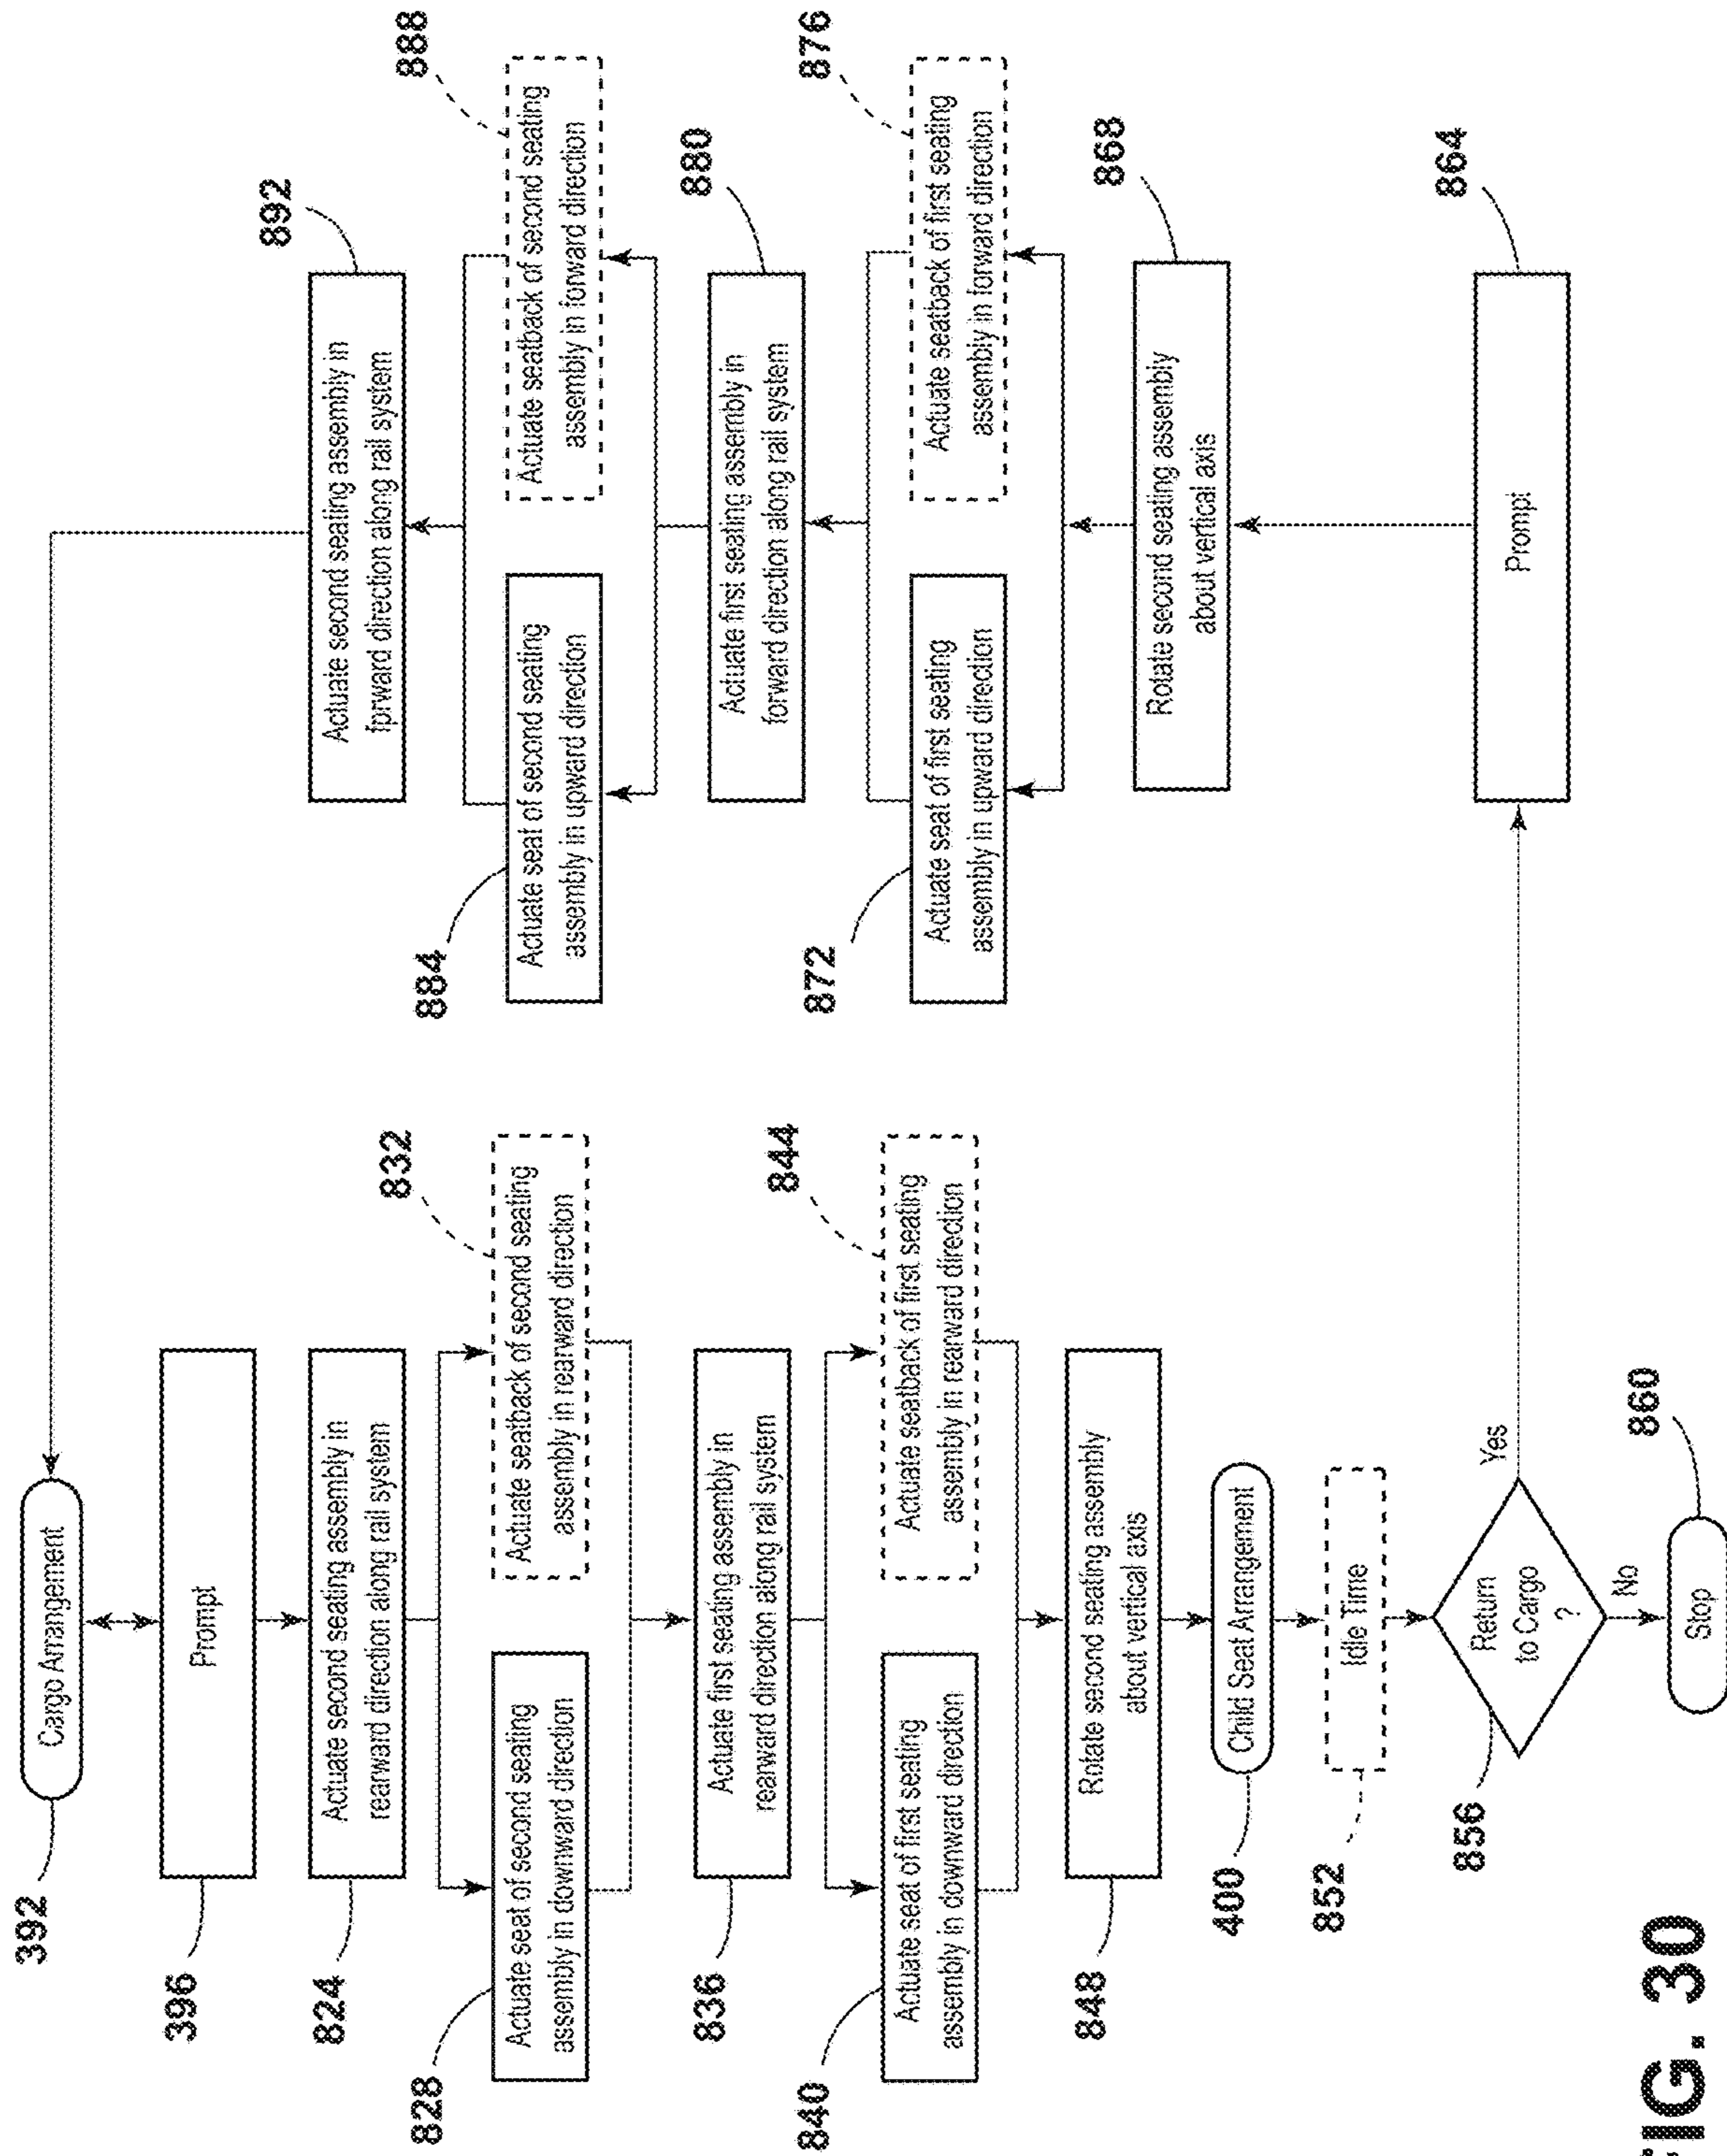 392
Cargo Arrangement
396
Prompt
824
Actuate second seating assembly in
rearward direction along rail system
828
Actuate seat of second seating
assembly in downward direction
832
Actuate seatback of second seating
assembly in rearward direction
836
Actuate first seating assembly in
rearward direction along rail system
840
Actuate seat of first seating
assembly in downward direction
844
Actuate seatback of first seating
assembly in rearward direction
848
Rotate second seating assembly
about vertical axis
400
Child Seat Arrangement
852
Idle Time
856
Return
to Cargo
?
Yes
No
860
Stop
892
Actuate second seating assembly in
forward direction along rail system
884
Actuate seat of second seating
assembly in upward direction
888
Actuate seatback of second seating
assembly in forward direction
880
Actuate first seating assembly in
forward direction along rail system
872
Actuate seat of first seating
assembly in upward direction
876
Actuate seatback of first seating
assembly in forward direction
868
Rotate second seating assembly
about vertical axis
864
Prompt
FIG. 30